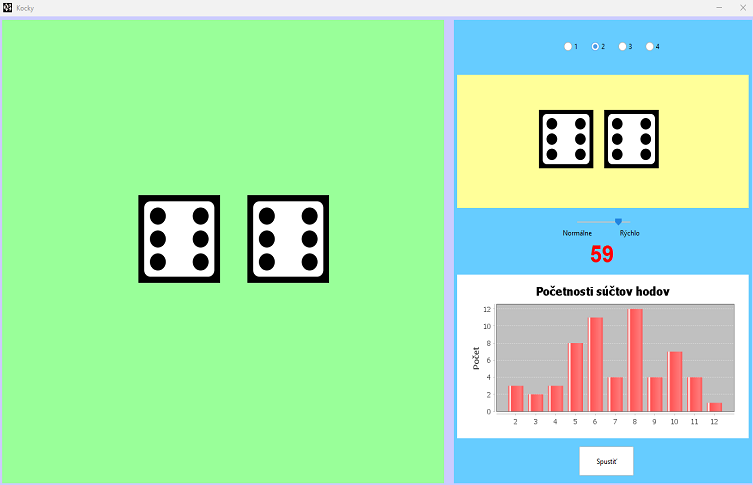 Kocky
1 2 3 4
Normálne Rýchlo
59
Početnosti súčtov hodov
Počet
12
10
8
6
4
2
0
2 3 4 5 6 7 8 9 10 11 12
Spustiť